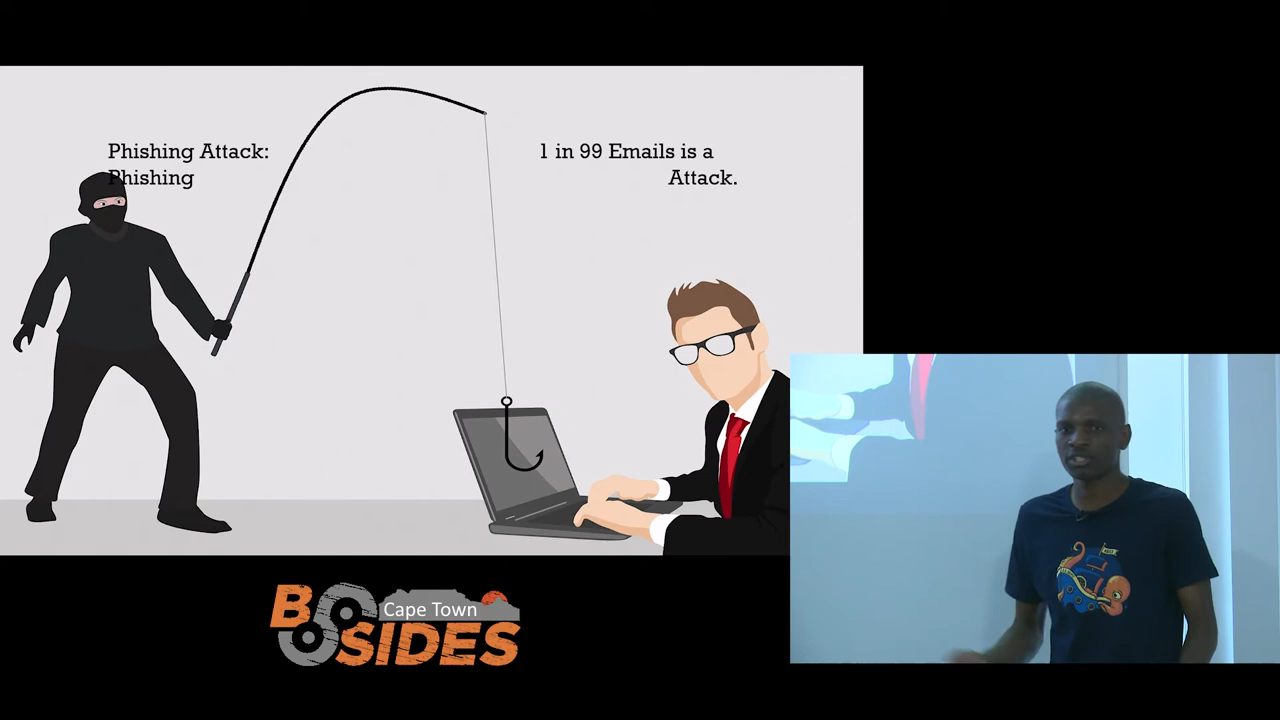 Phishing Attack: 1 in 99 Emails is a
Phishing Attack.
B SIDES
Cape Town